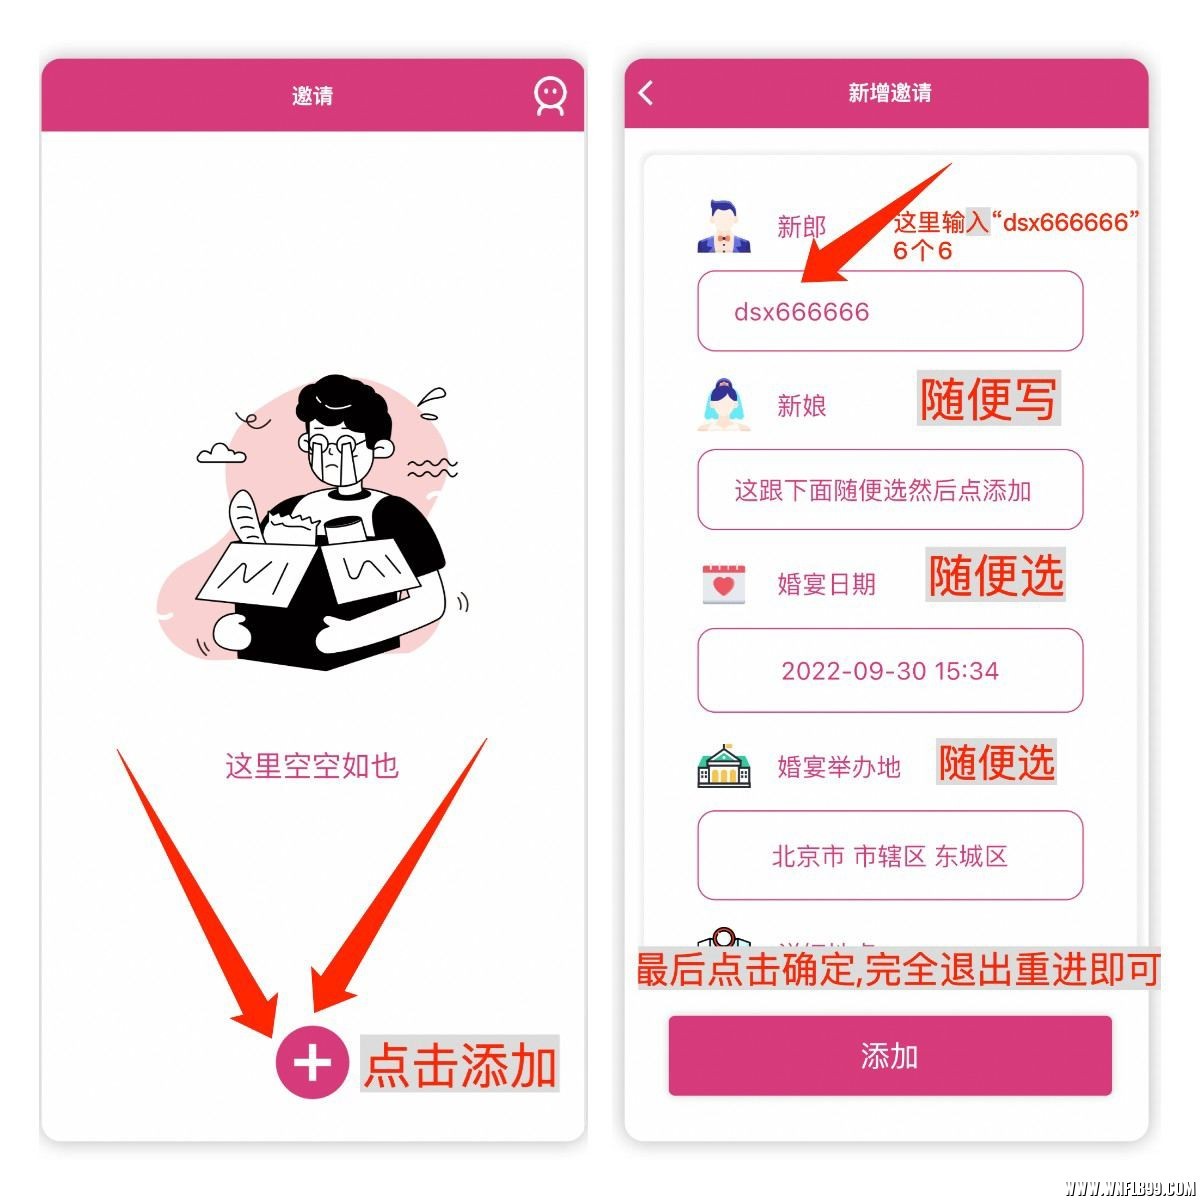 邀请
这里空空如也
点击添加
新增邀请
新郎
这里输入“dsx666666”
6个6
dsx666666
新娘
随便写
这跟下面随便选然后点添加
婚宴日期
随便选
2022-09-30 15:34
婚宴举办地
随便选
北京市 市辖区 东城区
最后点击确定,完全退出重进即可
添加
WWW.WNFLB99.COM